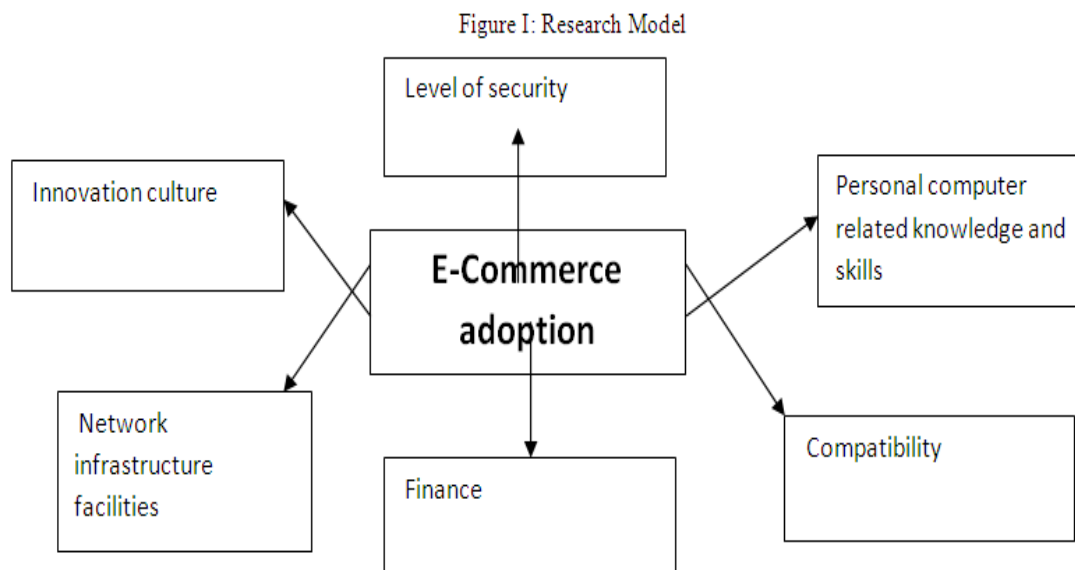 Figure I: Research Model
Level of security
Innovation culture
Personal computer
related knowledge and
skills
E-Commerce
adoption
Network
infrastructure
facilities
Finance
Compatibility